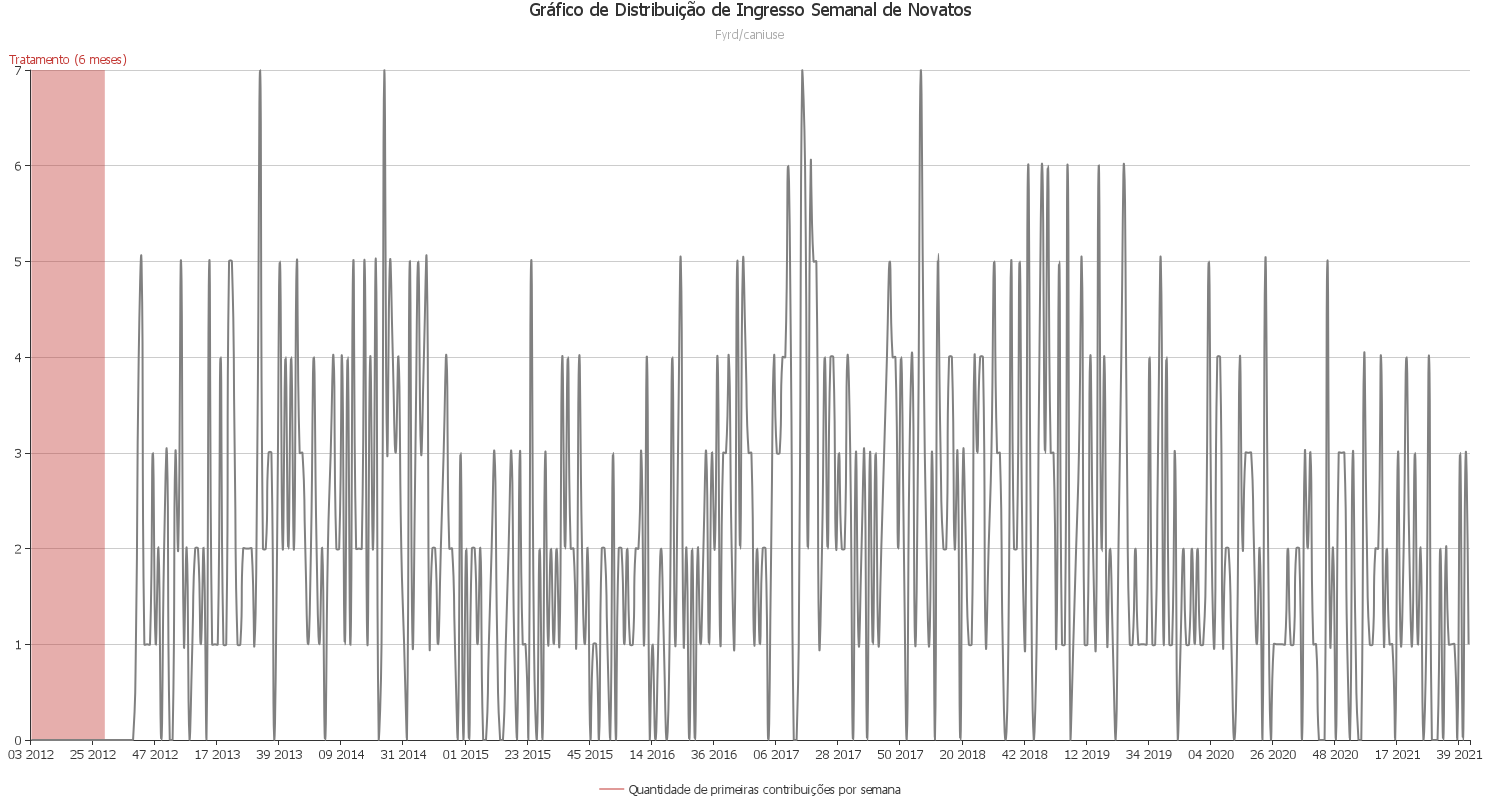 Gráfico de Distribuição de Ingresso Semanal de Novatos
Fyrd/caniuse
Tratamento (6 meses)
7
6
5
4
3
2
1
0
03 2012 25 2012 47 2012 17 2013 39 2013 09 2014 31 2014 01 2015 23 2015 45 2015 14 2016 36 2016 06 2017 28 2017 50 2017 20 2018 42 2018 12 2019 34 2019 04 2020 26 2020 48 2020 17 2021 39 2021
Quantidade de primeiras contribuições por semana